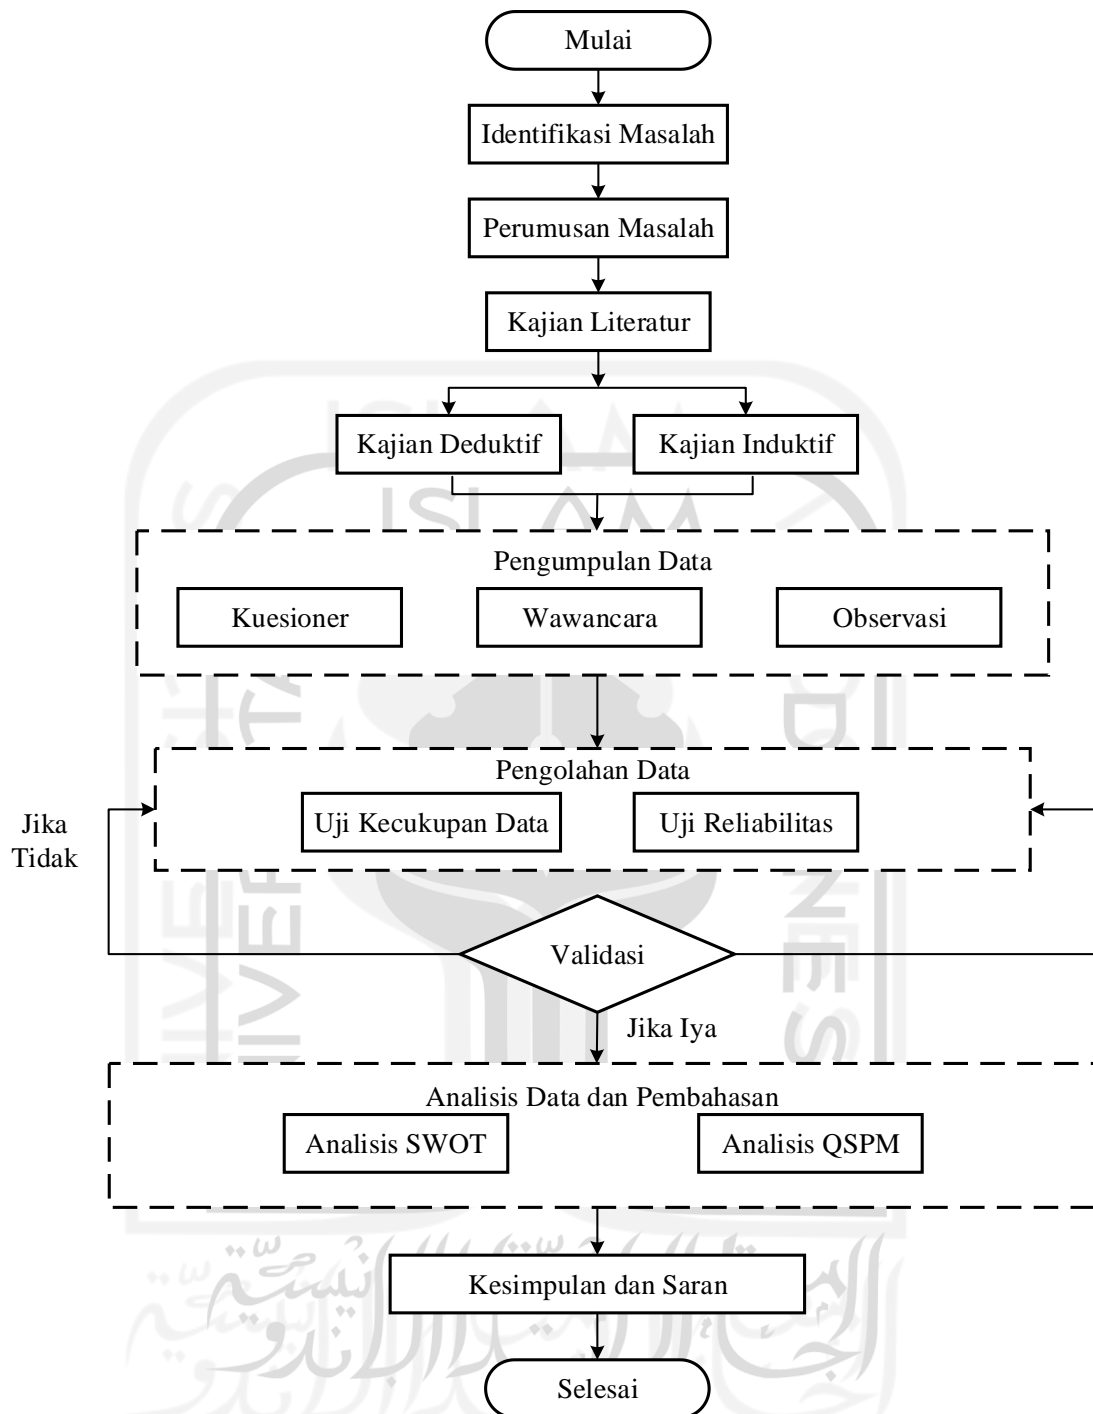 Mulai
Identifikasi Masalah
Perumusan Masalah
Kajian Literatur
Kajian Deduktif
Kajian Induktif
ISLAM
ISLAM
Pengumpulan Data
Kuesioner
Wawancara
Observasi
Pengolahan Data
Uji Kecukupan Data
Uji Reliabilitas
Jika
Tidak
Validasi
Jika Iya
Analisis Data dan Pembahasan
Analisis SWOT
Analisis QSPM
Kesimpulan dan Saran
Selesai